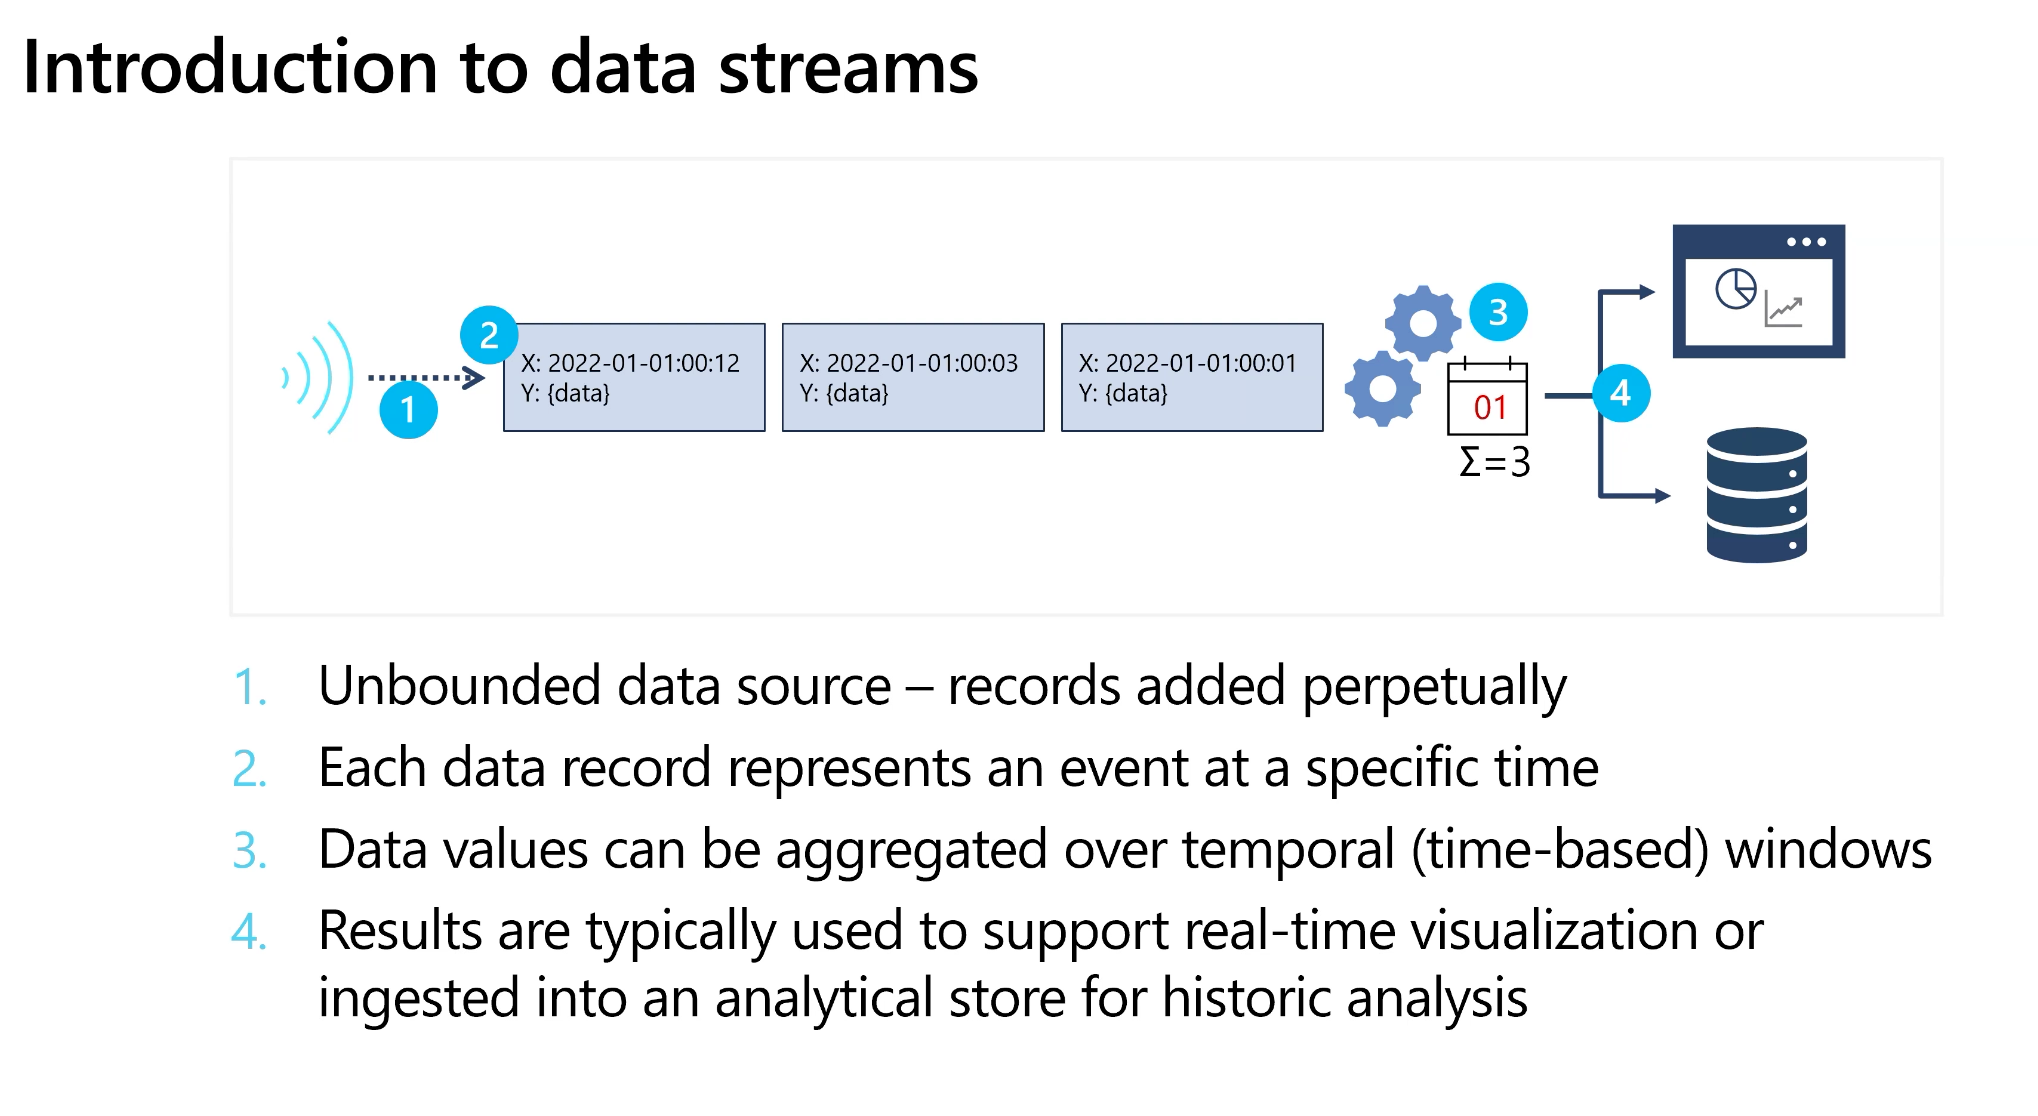 Introduction to data streams
1
2
X: 2022-01-01:00:12
Y: {data}
X: 2022-01-01:00:03
Y: {data}
X: 2022-01-01:00:01
Y: {data}
3
01
Σ=3
4
1. Unbounded data source – records added perpetually
2. Each data record represents an event at a specific time
3. Data values can be aggregated over temporal (time-based) windows
4. Results are typically used to support real-time visualization or
ingested into an analytical store for historic analysis